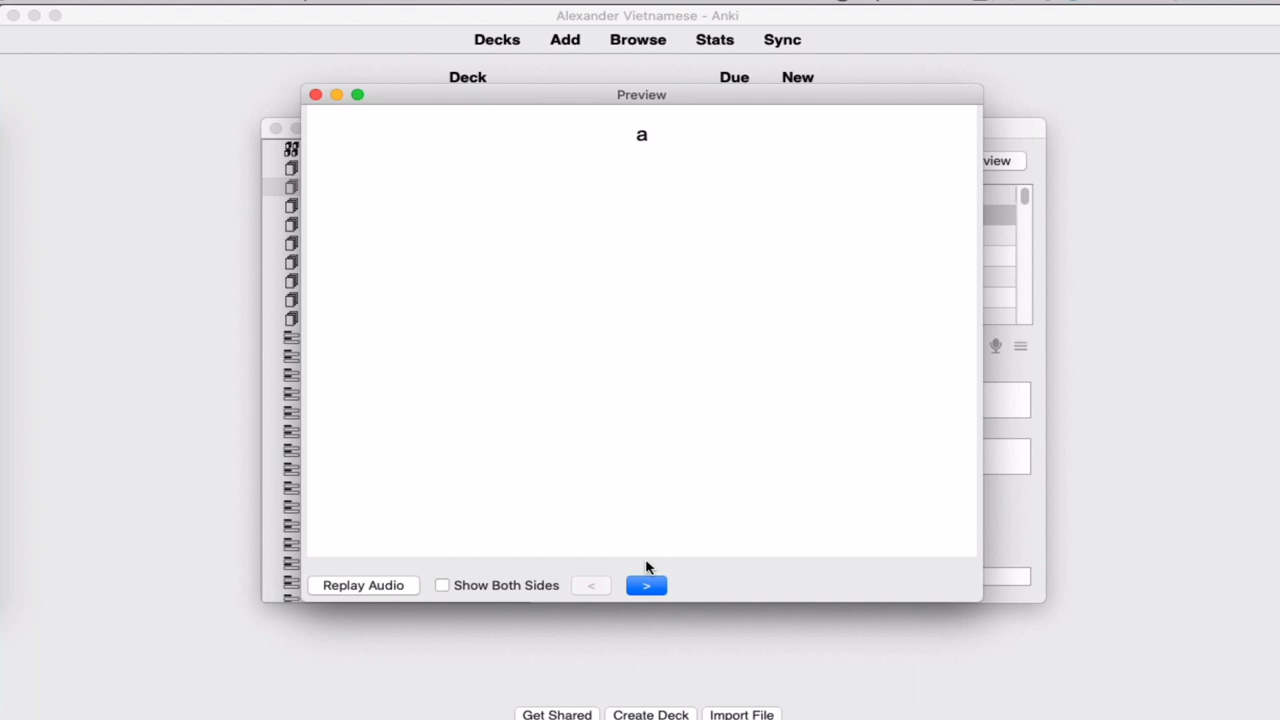 Alexander Vietnamese - Anki
Decks Add Browse Stats Sync
Deck Due New
Preview
a
view
Replay Audio Show Both Sides < >
Get Shared Create Deck Import File